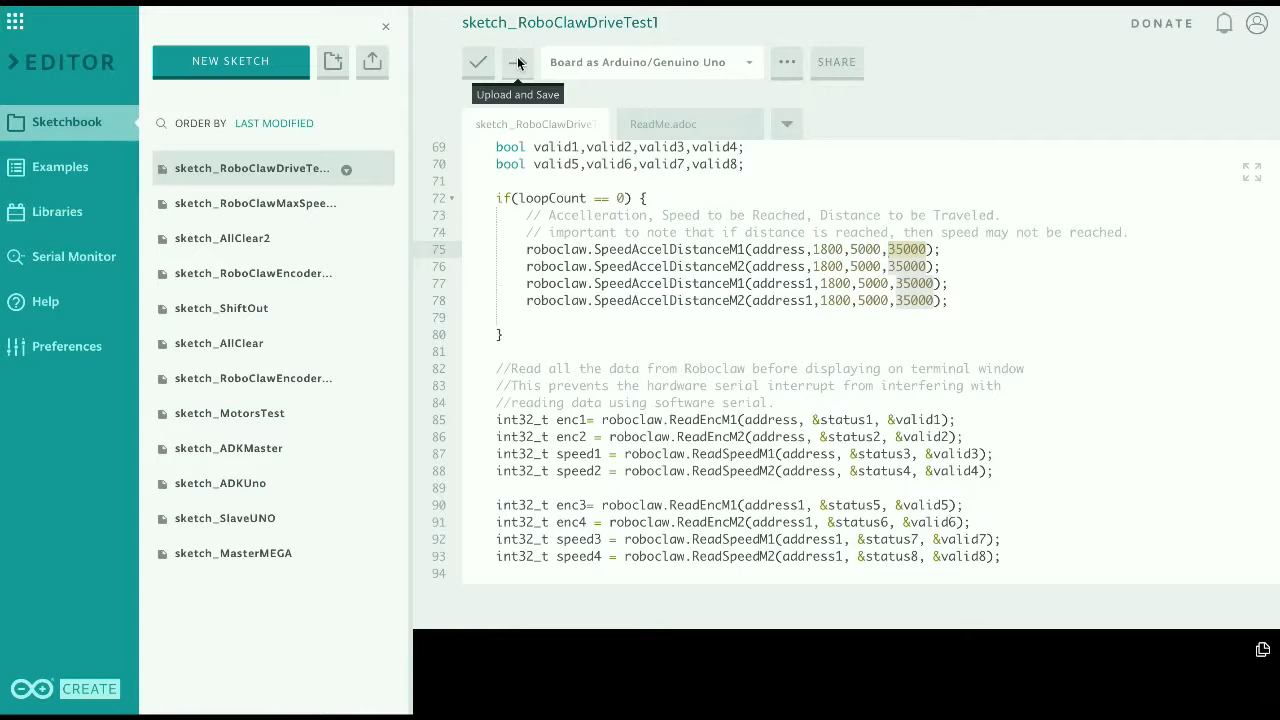 sketch_RoboClawDriveTest1
DONATE
EDITOR
NEW SKETCH
Board as Arduino/Genuino Uno
SHARE
Upload and Save
Sketchbook
Examples
Libraries
Serial Monitor
Help
Preferences
CREATE
ORDER BY LAST MODIFIED
sketch_RoboClawDriveTe...
sketch_RoboClawMaxSpee...
sketch_AllClear2
sketch_RoboClawEncoder...
sketch_ShiftOut
sketch_AllClear
sketch_RoboClawEncoder...
sketch_MotorsTest
sketch_ADKMaster
sketch_ADKUno
sketch_SlaveUNO
sketch_MasterMEGA
sketch_RoboClawDriveT
ReadMe.adoc
69 bool valid1,valid2,valid3,valid4;
70 bool valid5,valid6,valid7,valid8;
71
72 if(loopCount == 0) {
73 // Accelleration, Speed to be Reached, Distance to be Traveled.
74 // important to note that if distance is reached, then speed may not be reached.
75 roboclaw.SpeedAccelDistanceM1(address,1800,5000,35000);
76 roboclaw.SpeedAccelDistanceM2(address,1800,5000,35000);
77 roboclaw.SpeedAccelDistanceM1(address1,1800,5000,35000);
78 roboclaw.SpeedAccelDistanceM2(address1,1800,5000,35000);
79
80 }
81
82 //Read all the data from Roboclaw before displaying on terminal window
83 //This prevents the hardware serial interrupt from interfering with
84 //reading data using software serial.
85 int32_t enc1= roboclaw.ReadEncM1(address, &status1, &valid1);
86 int32_t enc2 = roboclaw.ReadEncM2(address, &status2, &valid2);
87 int32_t speed1 = roboclaw.ReadSpeedM1(address, &status3, &valid3);
88 int32_t speed2 = roboclaw.ReadSpeedM2(address, &status4, &valid4);
89
90 int32_t enc3= roboclaw.ReadEncM1(address1, &status5, &valid5);
91 int32_t enc4 = roboclaw.ReadEncM2(address1, &status6, &valid6);
92 int32_t speed3 = roboclaw.ReadSpeedM1(address1, &status7, &valid7);
93 int32_t speed4 = roboclaw.ReadSpeedM2(address1, &status8, &valid8);
94